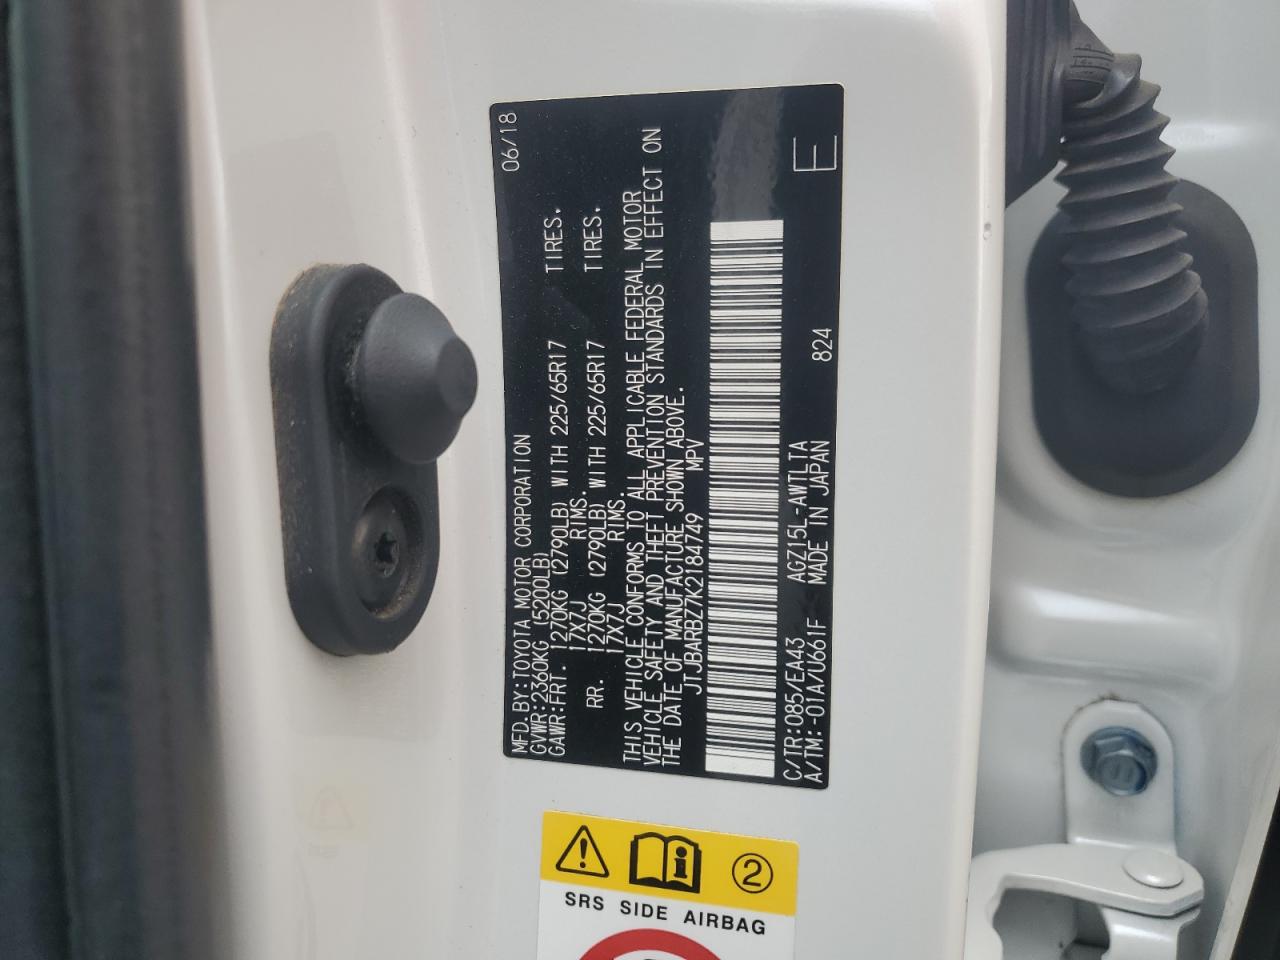 06/18
MFD.BY:TOYOTA MOTOR CORPORATION
GVWR:2360KG (5200LB)
GAWR:FRT. 1270KG (2790LB) WITH 225/65R17 TIRES.
17X7J RIMS.
RR. 1270KG (2790LB) WITH 225/65R17 TIRES.
17X7J RIMS.
THIS VEHICLE CONFORMS TO ALL APPLICABLE FEDERAL MOTOR
VEHICLE SAFETY AND THEFT PREVENTION STANDARDS IN EFFECT ON
THE DATE OF MANUFACTURE SHOWN ABOVE.
JTJBARBZ7K2184749 MPV
C/TR:085/EA43 AGZ15L-AWTLTA 824
A/TM:-01A/U661F MADE IN JAPAN
E
2
SRS SIDE AIRBAG